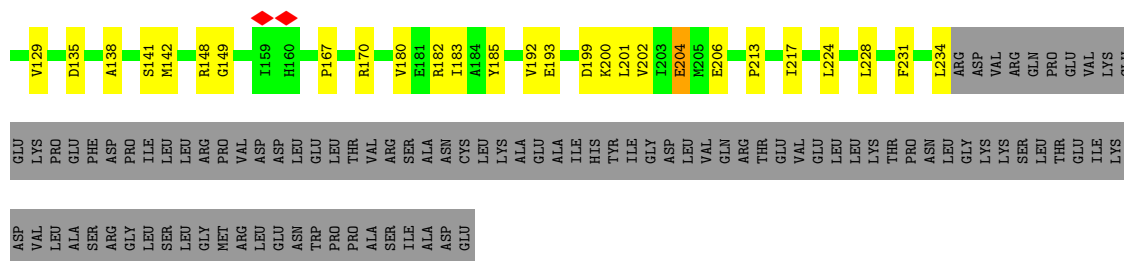 V129 D135 A138 S141 M142 R148 G149 I159 H160 P167 R170 V180 E181 R182 I183 A184 Y185 V192 E193 D199 K200 L201 V202 I203 E204 M205 E206 P213 I217 L224 L228 F231 L234 ARG ASP VAL ARG GLN PRO GLU VAL LYS
GLU LYS PRO GLU PHE ASP PRO ILE LEU LEU ARG PRO VAL ASP ASP LEU GLU LEU THR VAL ARG SER ALA ASN CYS LEU LYS ALA GLU ALA ILE HIS TYR ILE GLY ASP LEU VAL GLN ARG THR GLU VAL GLU LEU LEU LYS THR PRO ASN LEU GLY LYS LYS SER LEU THR GLU ILE LYS
ASP VAL LEU ALA SER ARG GLY LEU SER LEU GLY MET ARG LEU GLU ASN TRP PRO PRO ALA SER ILE ALA ASP GLU